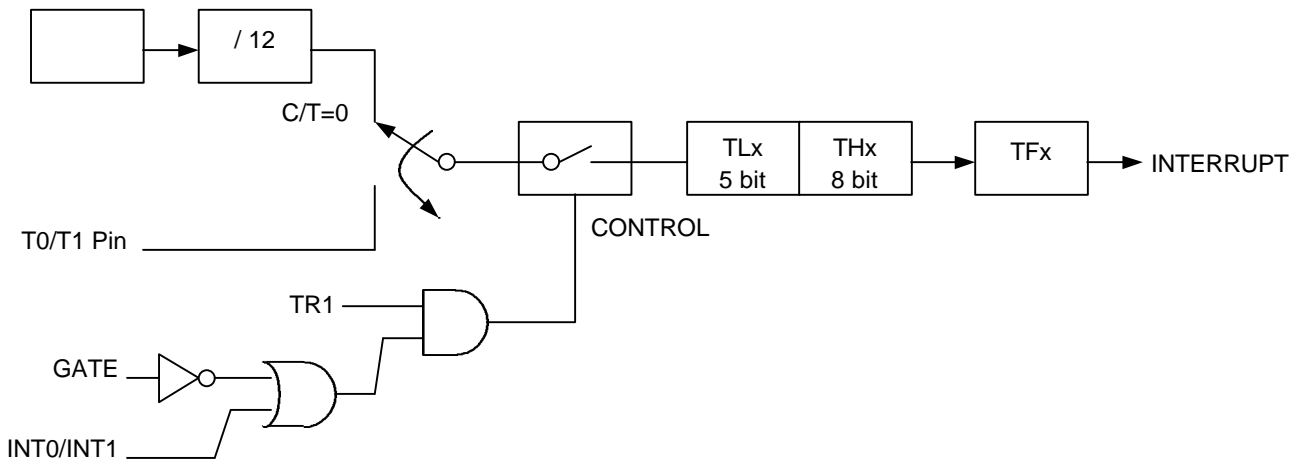 / 12
C/T=0
TLx
5 bit
THx
8 bit
TFx
INTERRUPT
CONTROL
T0/T1 Pin
TR1
GATE
INT0/INT1